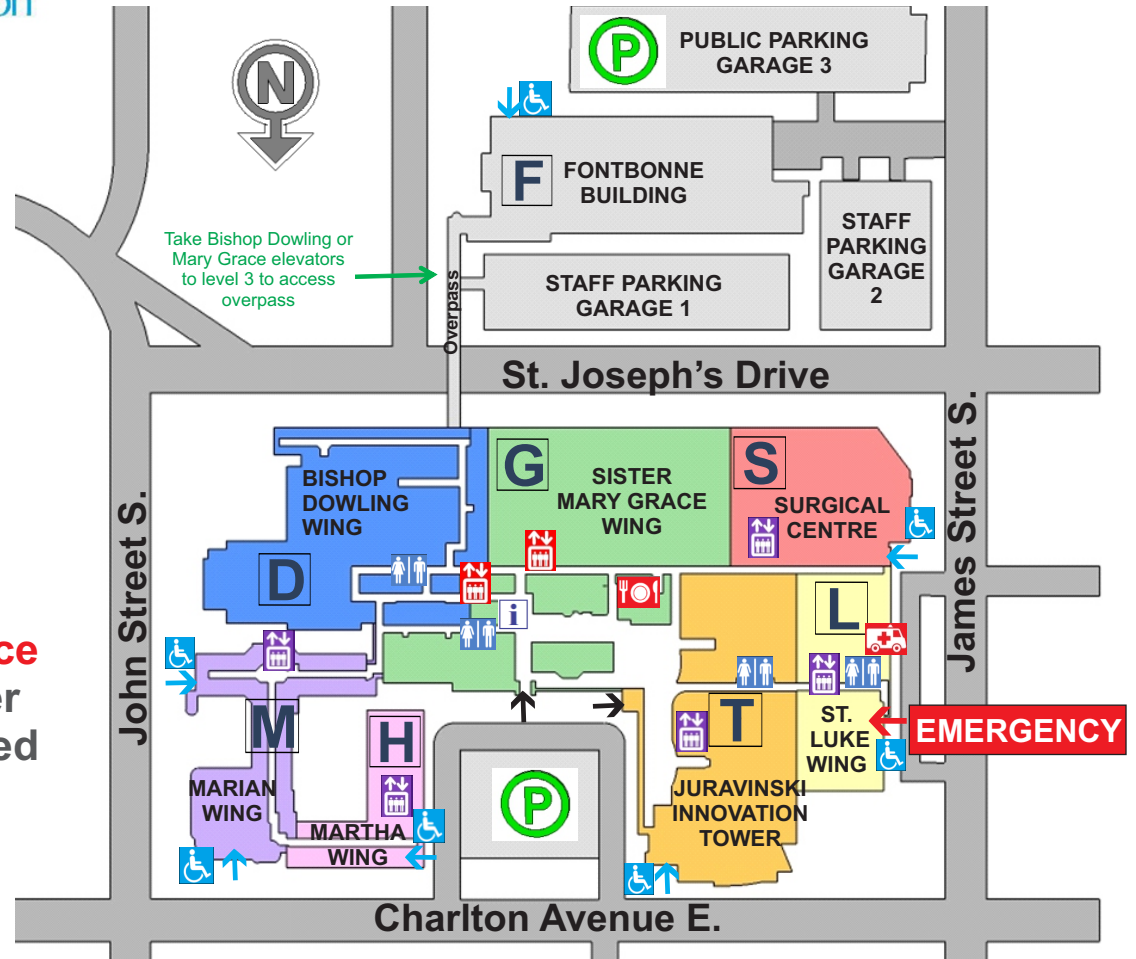 on
N
P
PUBLIC PARKING
GARAGE 3
F
FONTBONNE
BUILDING
STAFF
PARKING
GARAGE
2
Take Bishop Dowling or
Mary Grace elevators
to level 3 to access
overpass
Overpass
STAFF PARKING
GARAGE 1
St. Joseph's Drive
John Street S.
James Street S.
BISHOP
DOWLING
WING
D
G
SISTER
MARY GRACE
WING
S
SURGICAL
CENTRE
i
L
ce
er
ed
M
H
T
ST.
LUKE
WING
EMERGENCY
MARIAN
WING
MARTHA
WING
P
JURAVINSKI
INNOVATION
TOWER
Charlton Avenue E.